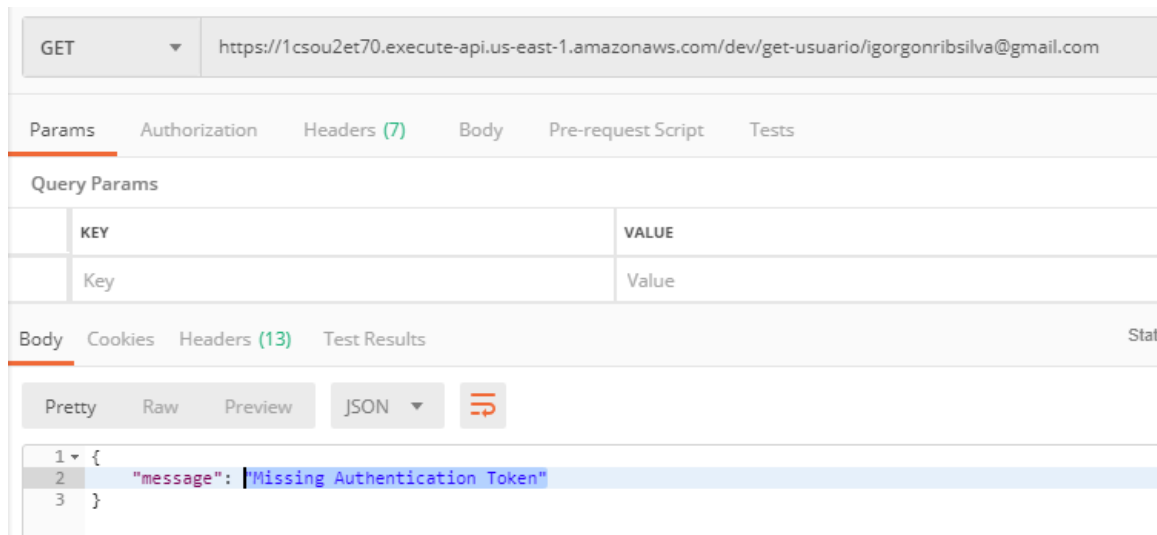 GET https://1csou2et70.execute-api.us-east-1.amazonaws.com/dev/get-usuario/igorgonribsilva@gmail.com
Params Authorization Headers (7) Body Pre-request Script Tests
Query Params
KEY VALUE
Key Value
Body Cookies Headers (13) Test Results Stat
Pretty Raw Preview JSON
1 {
2 "message": "Missing Authentication Token"
3 }